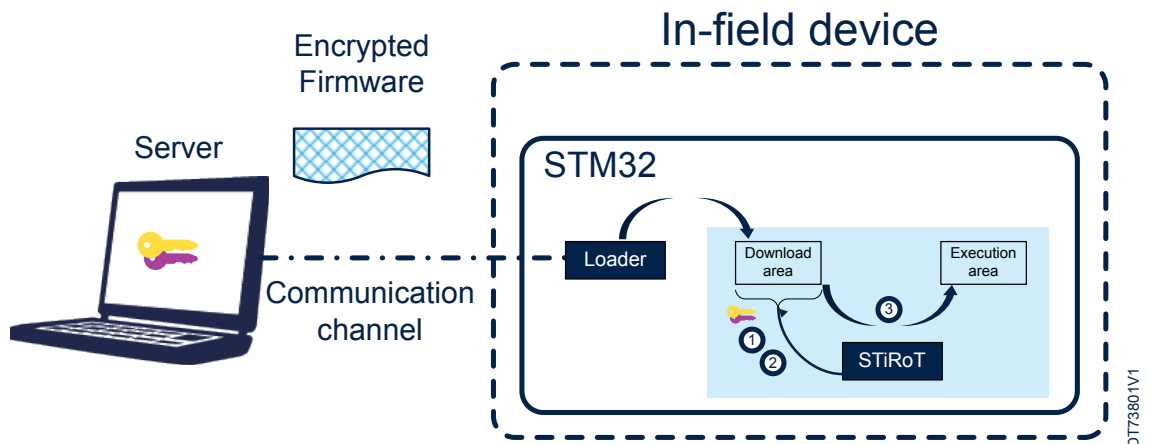 In-field device
Encrypted
Firmware
Server
STM32
Loader
Download
area
Execution
area
Communication
channel
3
1
2
STiRoT
DT73801V1